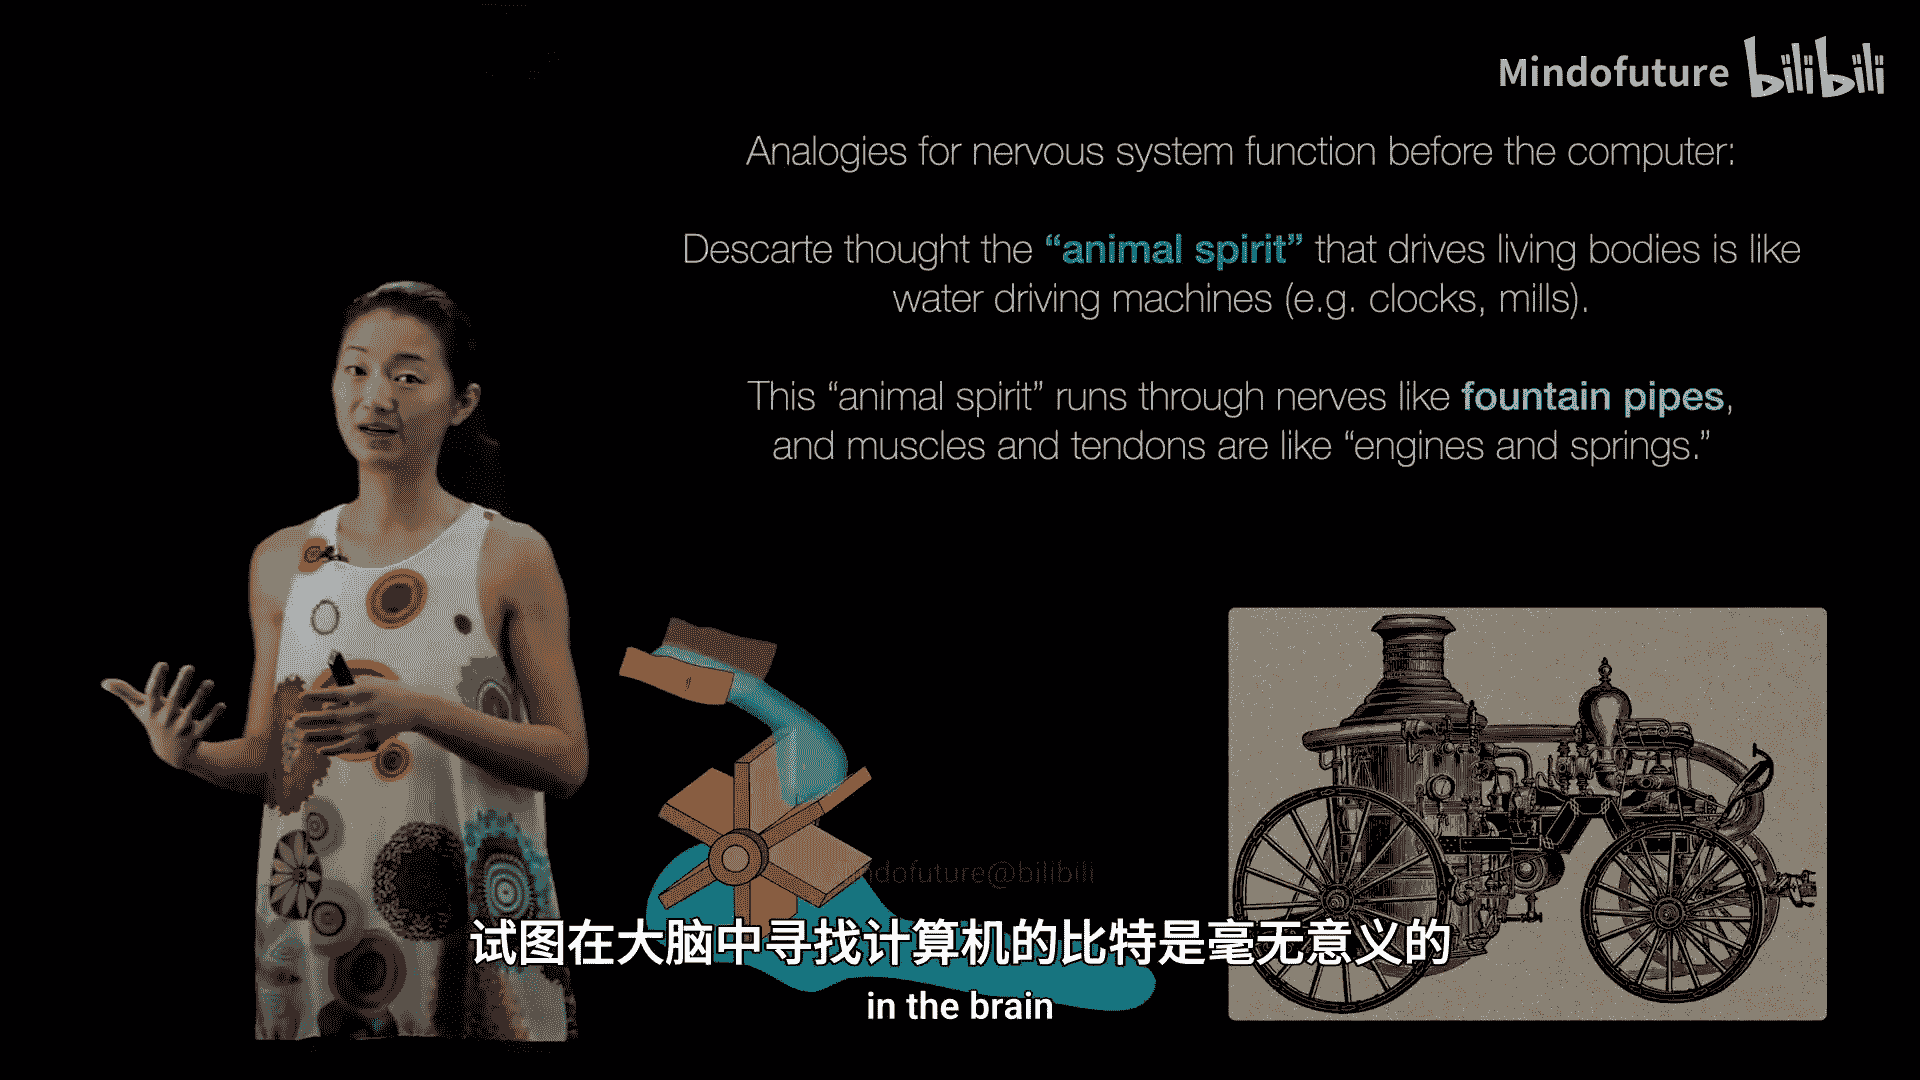 Mindofuture bilibili
Analogies for nervous system function before the computer:
Descarte thought the “animal spirit” that drives living bodies is like
water driving machines (e.g. clocks, mills).
This “animal spirit” runs through nerves like fountain pipes,
and muscles and tendons are like “engines and springs.”
Mindofuture@bilibili
试图在大脑中寻找计算机的比特是毫无意义的
in the brain